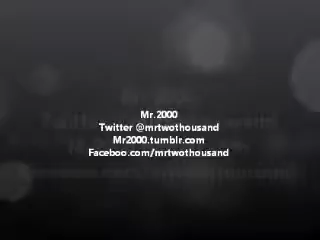 Mr.2000
Twitter @mrtwothousand
Mr2000.tumblr.com
Faceboo.com/mrtwothousand